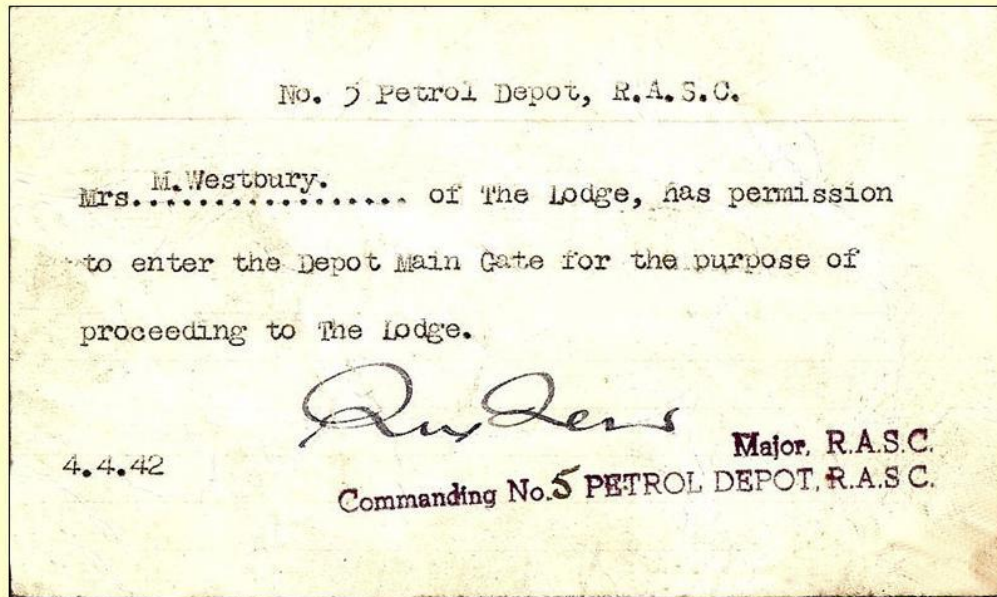 No. 5 Petrol Depot, R.A.S.C.
Mrs. M.Westbury. ................. of The Lodge, has permission
to enter the Depot Main Gate for the purpose of
proceeding to The Lodge.
4.4.42
Major, R.A.S.C.
Commanding No. 5 PETROL DEPOT, R.A.S C.